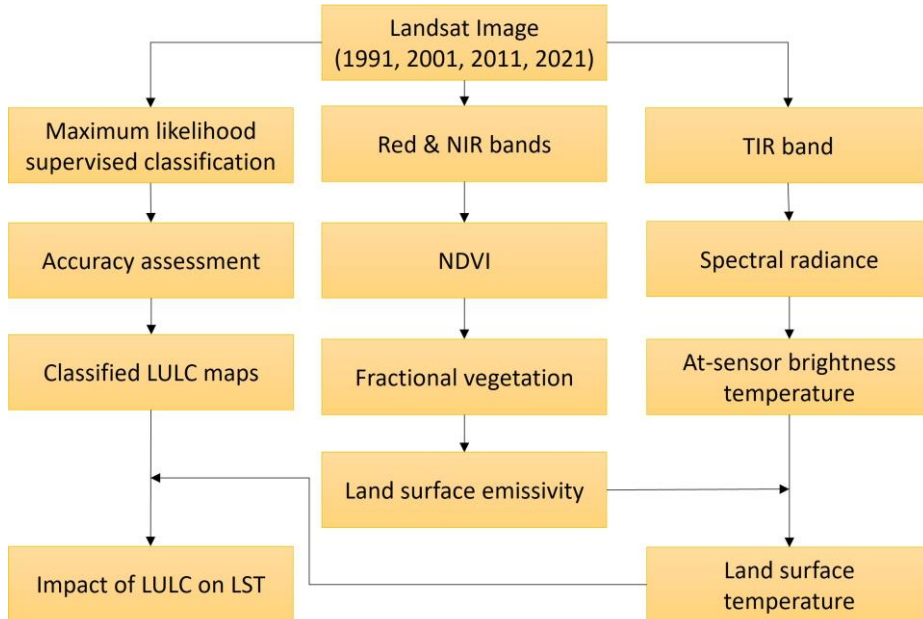 Landsat Image
(1991, 2001, 2011, 2021)
Maximum likelihood
supervised classification
Red & NIR bands
TIR band
Accuracy assessment
NDVI
Spectral radiance
Classified LULC maps
Fractional vegetation
At-sensor brightness
temperature
Land surface emissivity
Impact of LULC on LST
Land surface
temperature